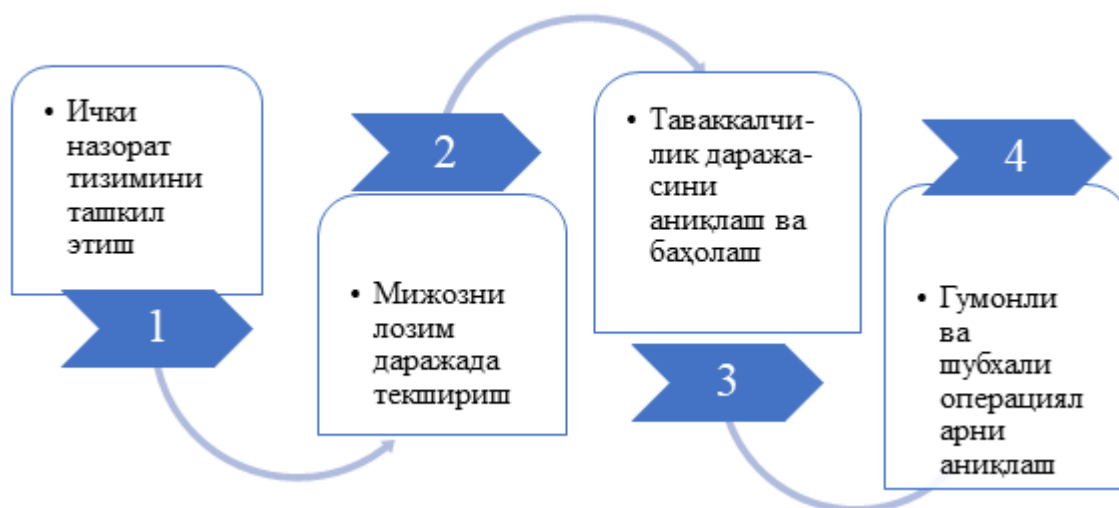 • Ички
назорат
тизимини
ташкил
этиш
1
2
• Мижозни
лозим
даражада
текшириш
• Таваккалчи-
лик даража-
сини
аниқлаш ва
баҳолаш
3
4
• Гумонли
ва
шубхали
операциял
арни
аниқлаш